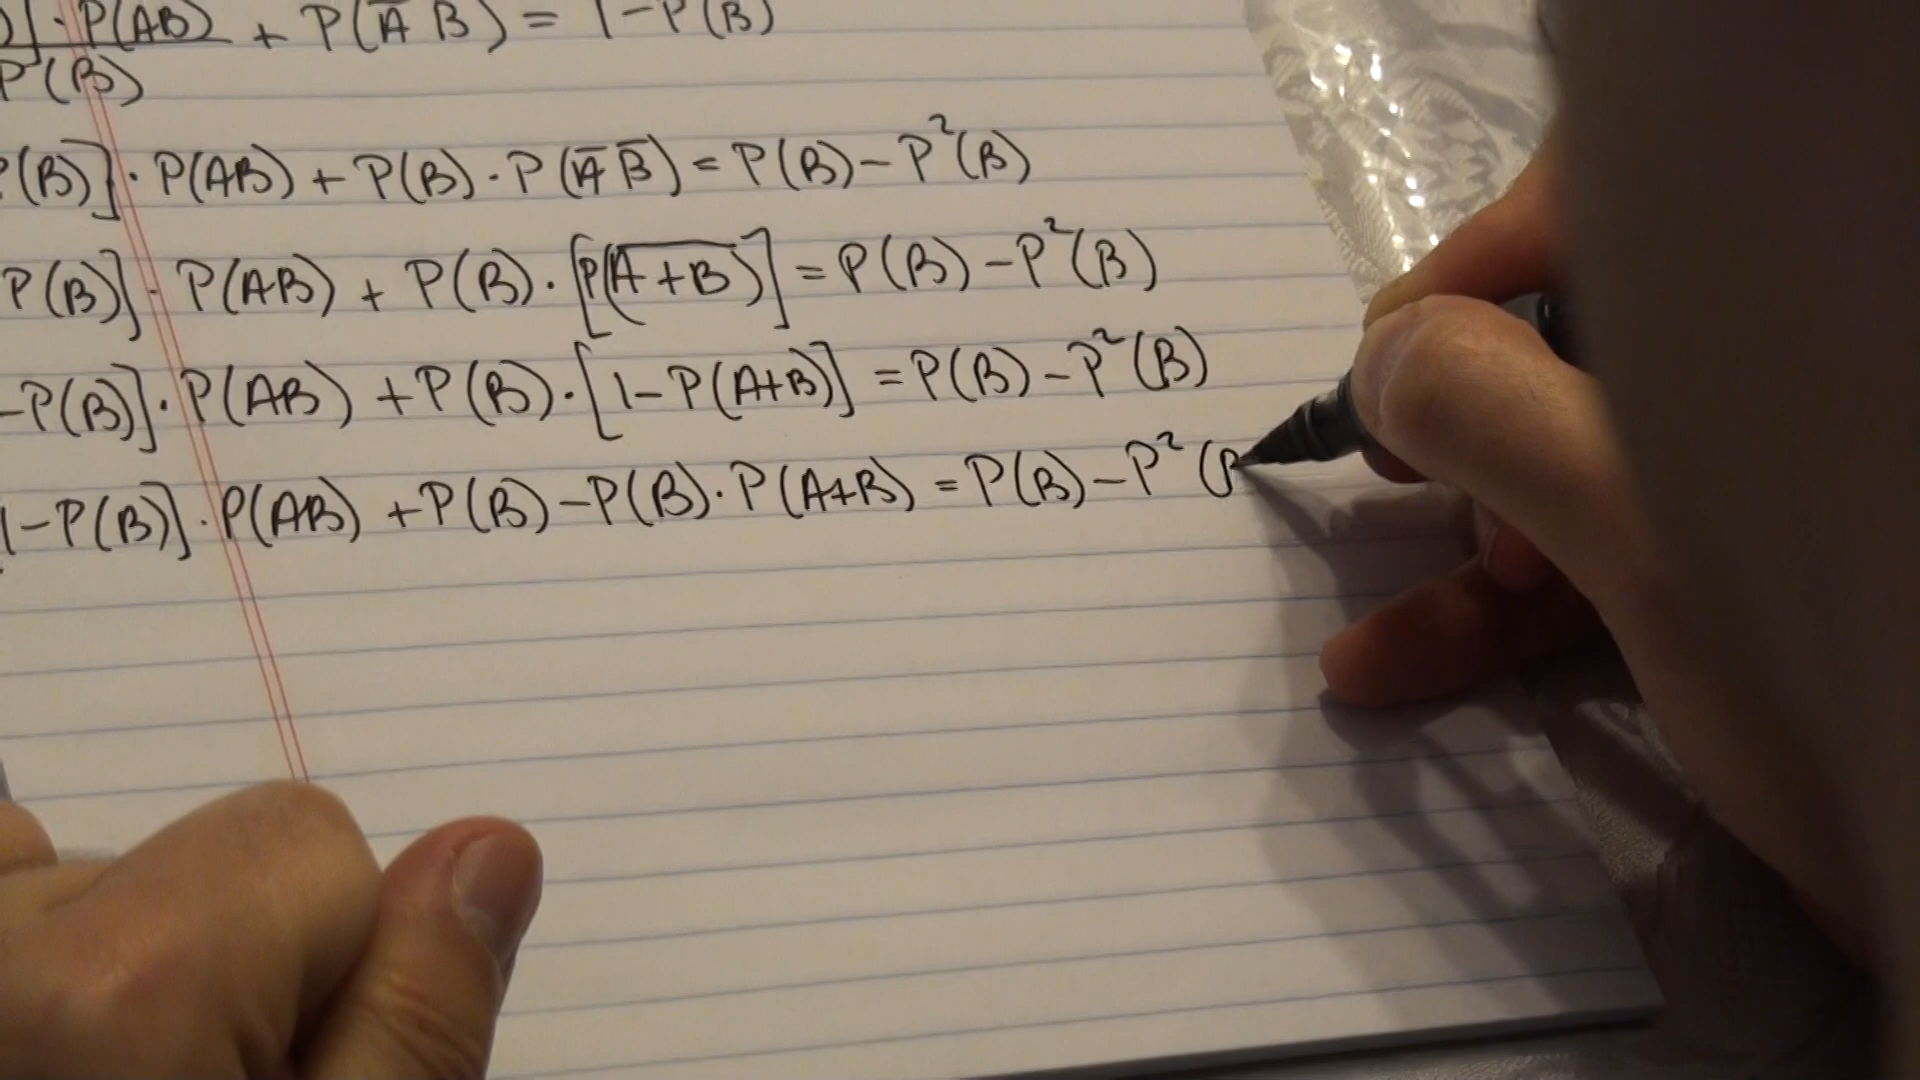 )] · P(AB) + P(A̅ B̅) = 1 - P(B)
P(B)
P(B)] · P(AB) + P(B) · P(A̅ B̅) = P(B) - P²(B)
P(B)] · P(AB) + P(B) · [P(A̅+̅B̅)] = P(B) - P²(B)
-P(B)] · P(AB) + P(B) · [1 - P(A+B)] = P(B) - P²(B)
1 - P(B)] · P(AB) + P(B) - P(B) · P(A+B) = P(B) - P²(B